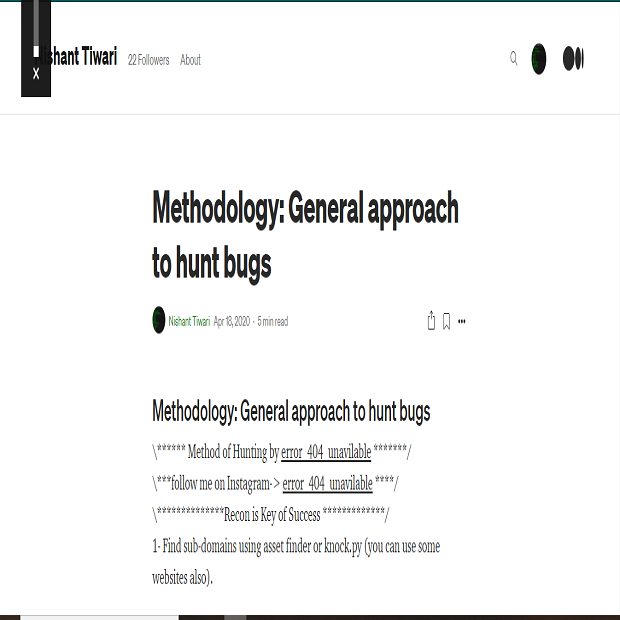 ishant Tiwari 22 Followers About
X
Methodology: General approach
to hunt bugs
Nishant Tiwari Apr 18, 2020 · 5 min read
Methodology: General approach to hunt bugs
\****** Method of Hunting by error_404_unavilable *******/
\***follow me on Instagram-> error_404_unavilable ****/
\**************Recon is Key of Success *************/
1- Find sub-domains using asset finder or knock.py (you can use some
websites also).